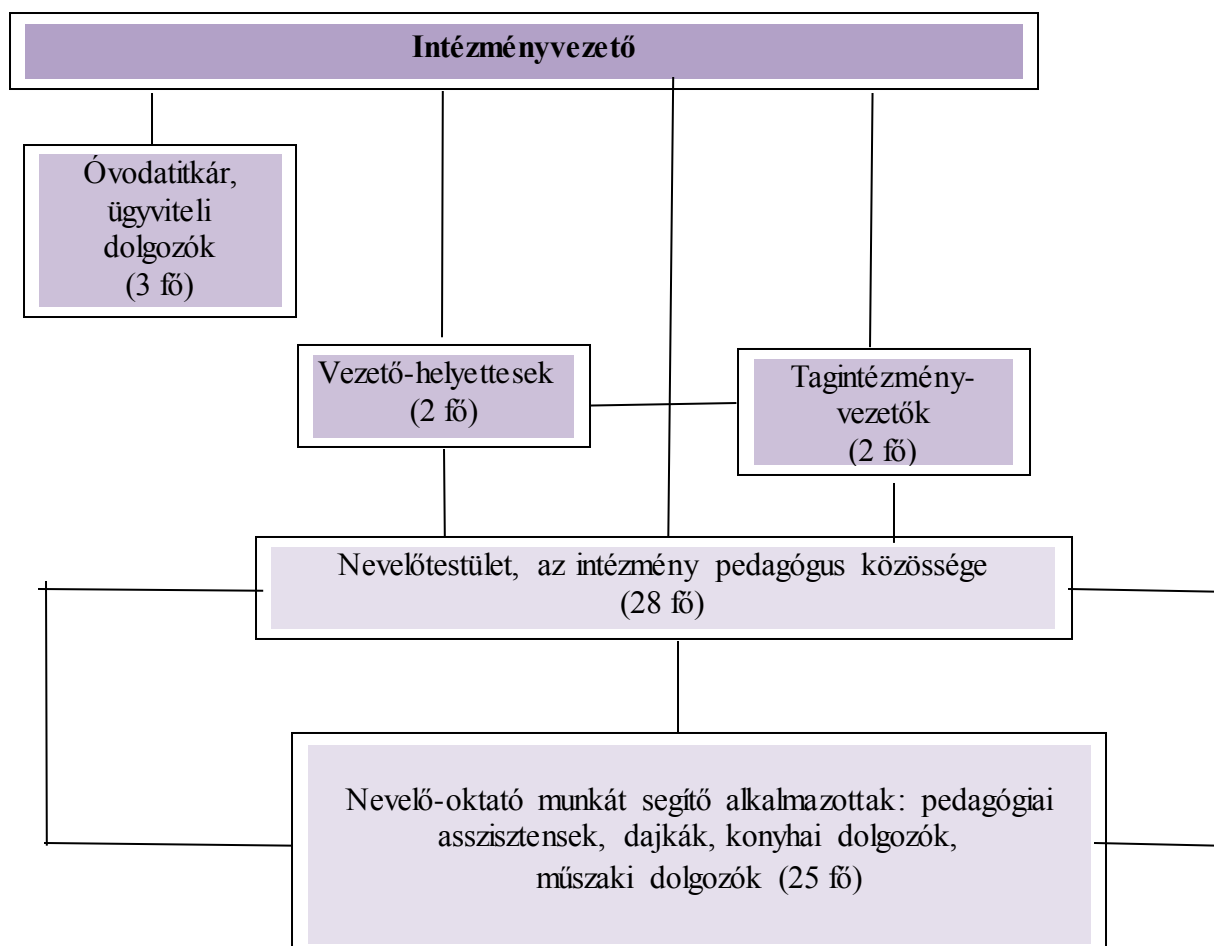 Intézményvezető
Óvodatitkár,
ügyviteli
dolgozók
(3 fő)
Vezető-helyettesek
(2 fő)
Tagintézmény-
vezetők
(2 fő)
Nevelőtestület, az intézmény pedagógus közössége
(28 fő)
Nevelő-oktató munkát segítő alkalmazottak: pedagógiai
asszisztensek, dajkák, konyhai dolgozók,
műszaki dolgozók (25 fő)